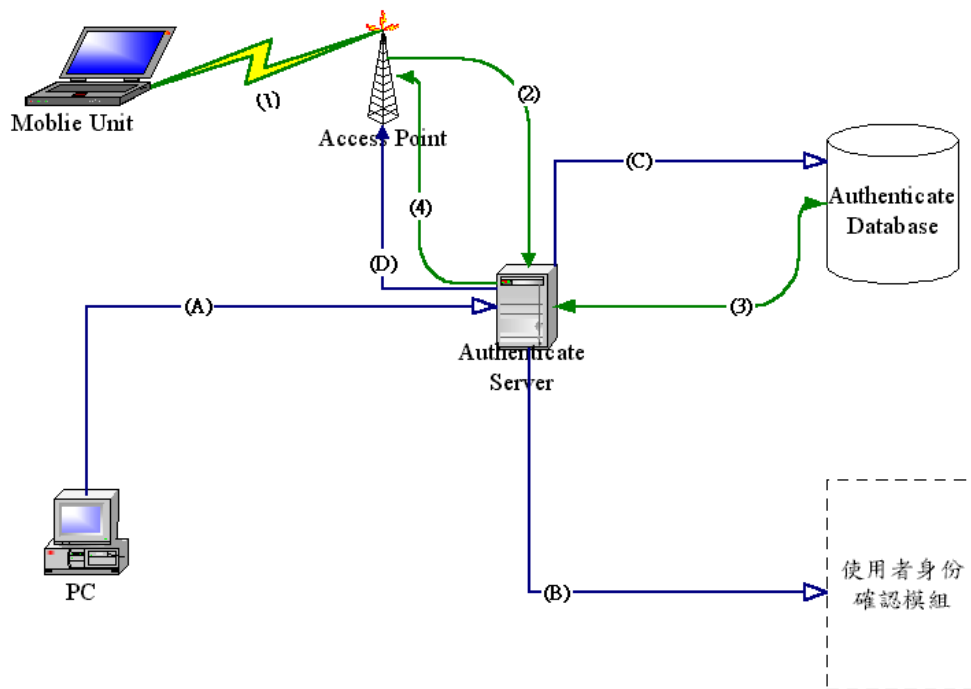 (1)
Moblie Unit
Access Point
(2)
(C)
Authenticate
Database
(4)
(D)
(A)
(3)
Authenticate
Server
PC
(B)
使用者身份
確認模組